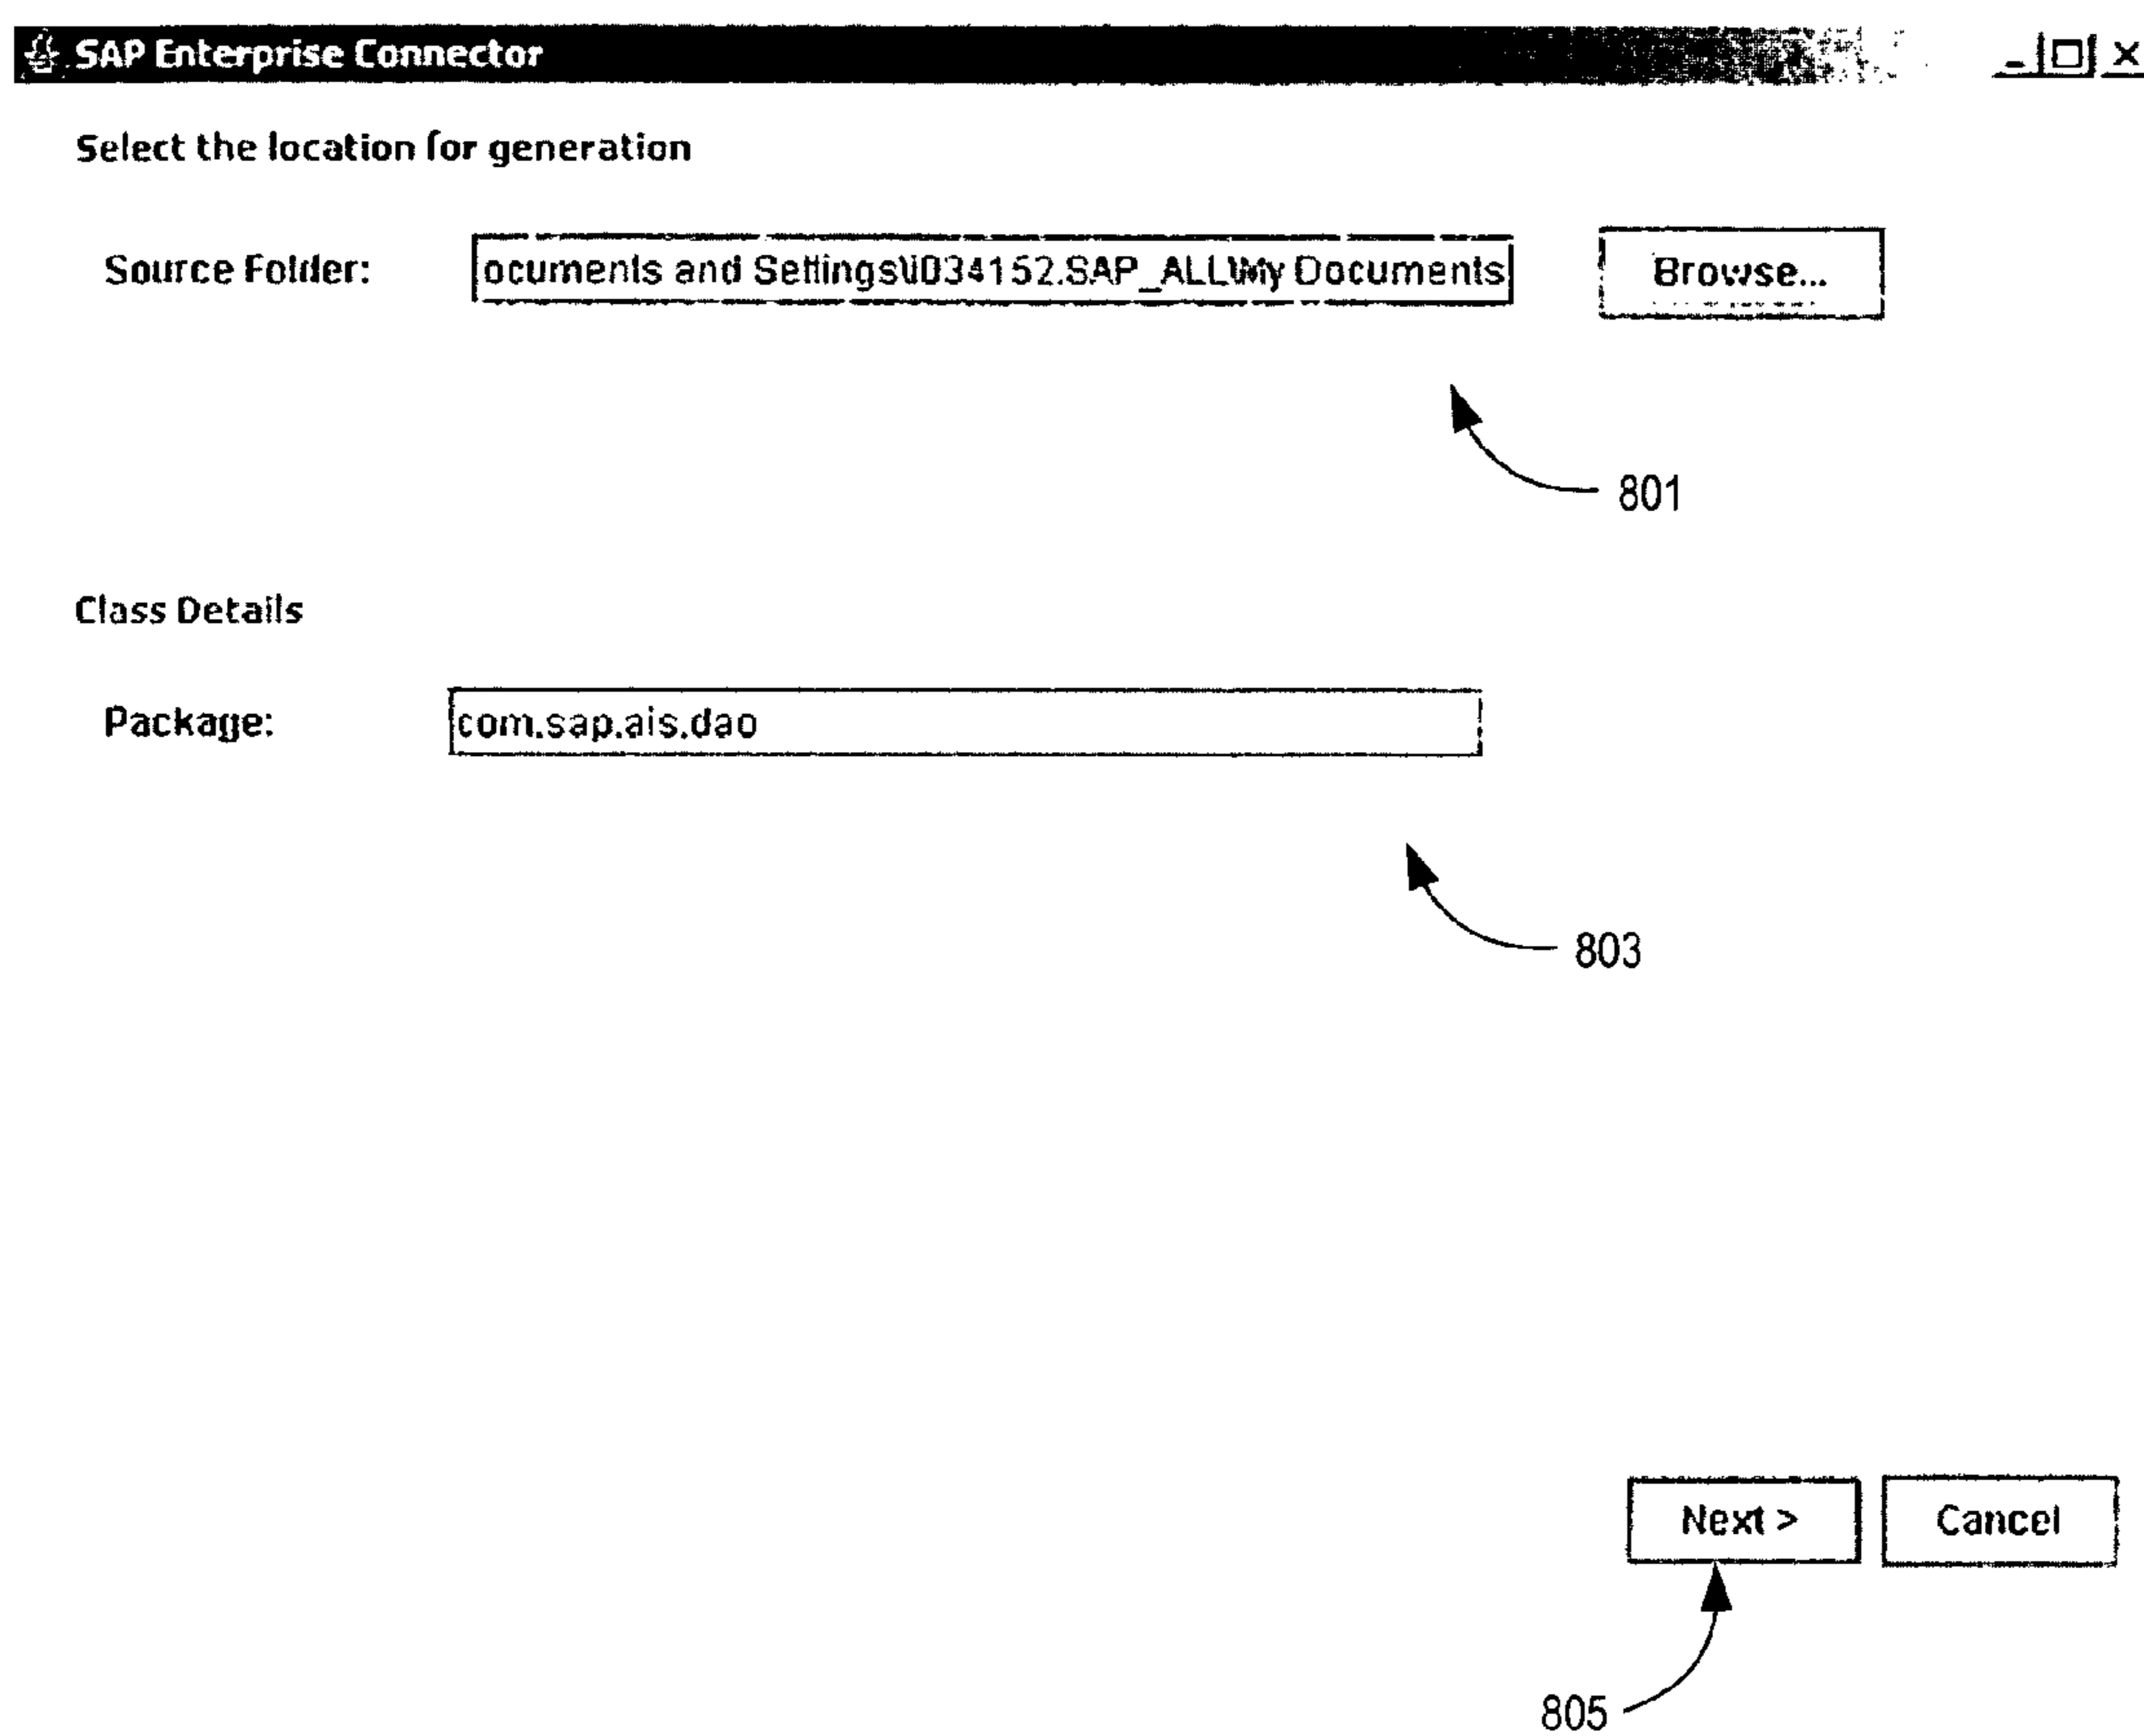 SAP Enterprise Connector
Select the location for generation
Source Folder: ocuments and Settings\I034152.SAP_ALL\My Documents Browse...
801
Class Details
Package: com.sap.ais.dao
803
Next > Cancel
805